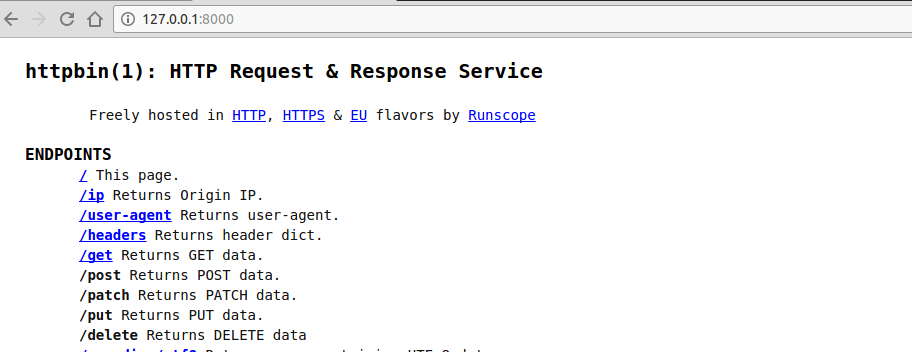 127.0.0.1:8000
httpbin(1): HTTP Request & Response Service
Freely hosted in HTTP, HTTPS & EU flavors by Runscope
ENDPOINTS
/ This page.
/ip Returns Origin IP.
/user-agent Returns user-agent.
/headers Returns header dict.
/get Returns GET data.
/post Returns POST data.
/patch Returns PATCH data.
/put Returns PUT data.
/delete Returns DELETE data